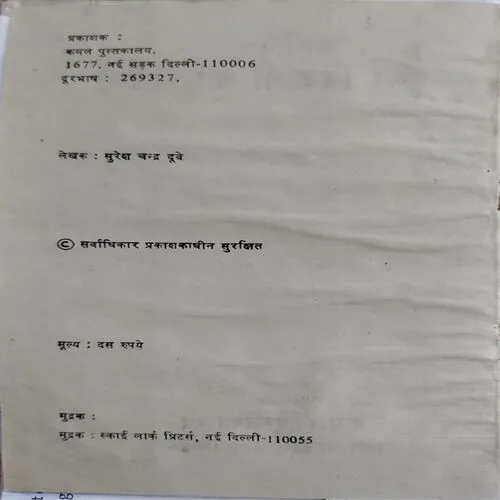 प्रकाशक :
कमल पुस्तकालय,
1677, नई सड़क दिल्ली-110006
दूरभाष : 269327,
लेखक : सुरेश चन्द्र दूबे
© सर्वाधिकार प्रकाशकाधीन सुरक्षित
मूल्य : दस रुपये
मुद्रक :
मुद्रक : स्काई लार्क प्रिंटर्स, नई दिल्ली-110055